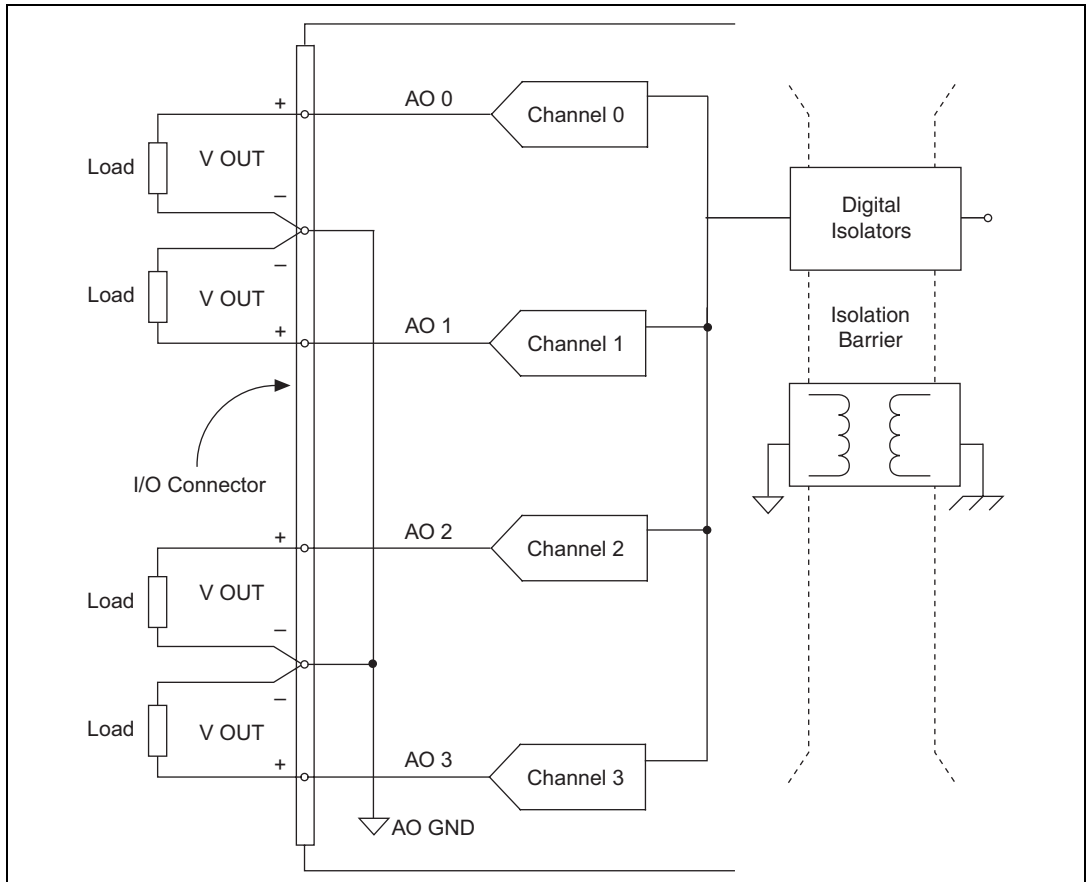 +
AO 0
Channel 0
Load
V OUT
–
Digital
Isolators
–
Load
V OUT
+
AO 1
Channel 1
Isolation
Barrier
I/O Connector
+
AO 2
Channel 2
Load
V OUT
–
–
Load
V OUT
+
AO 3
Channel 3
AO GND